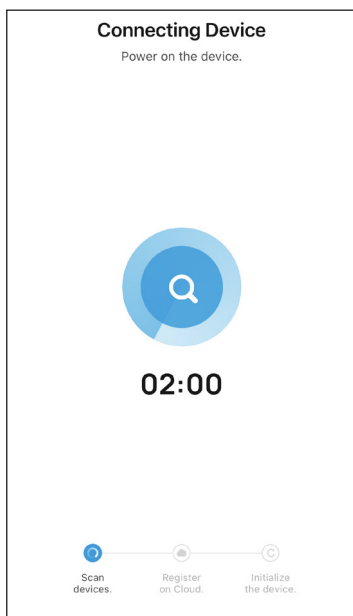 Connecting Device
Power on the device.
02:00
Scan
devices.
Register
on Cloud.
Initialize
the device.